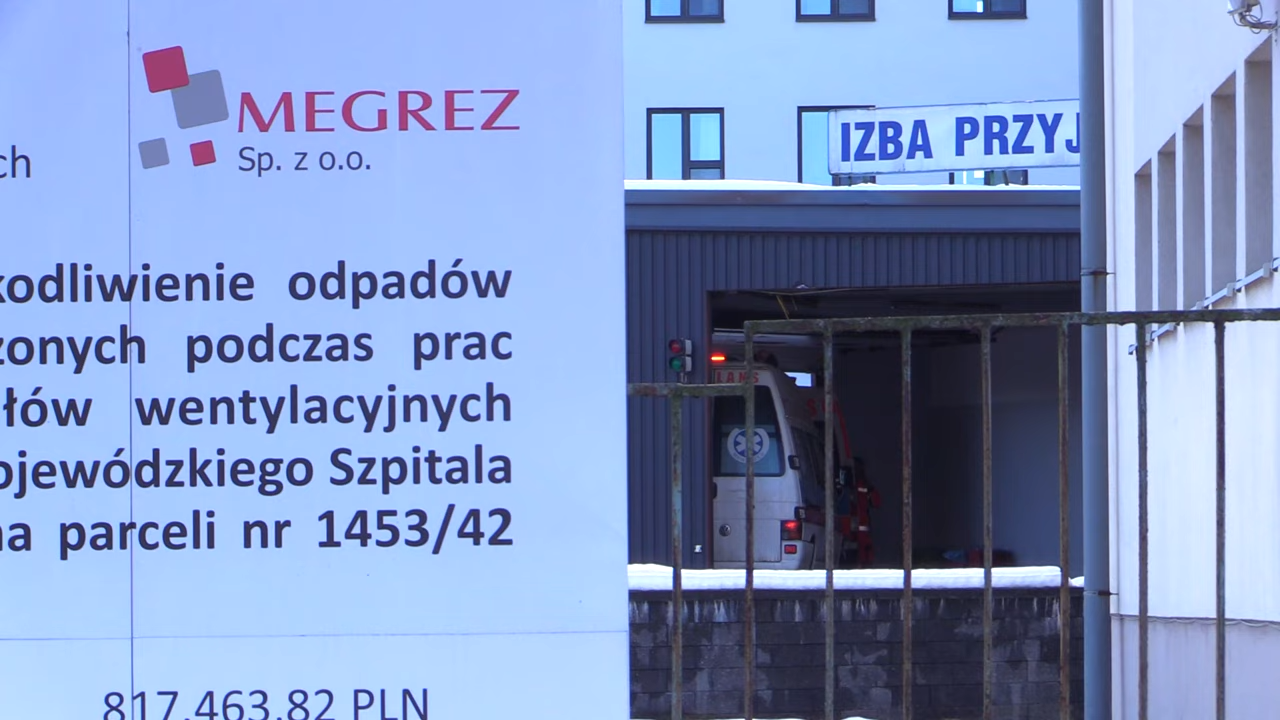 MEGREZ
Sp. z o.o.
ch
kodliwienie odpadów
zonych podczas prac
łów wentylacyjnych
ojewódzkiego Szpitala
na parceli nr 1453/42
817.463,82 PLN
IZBA PRZYJ